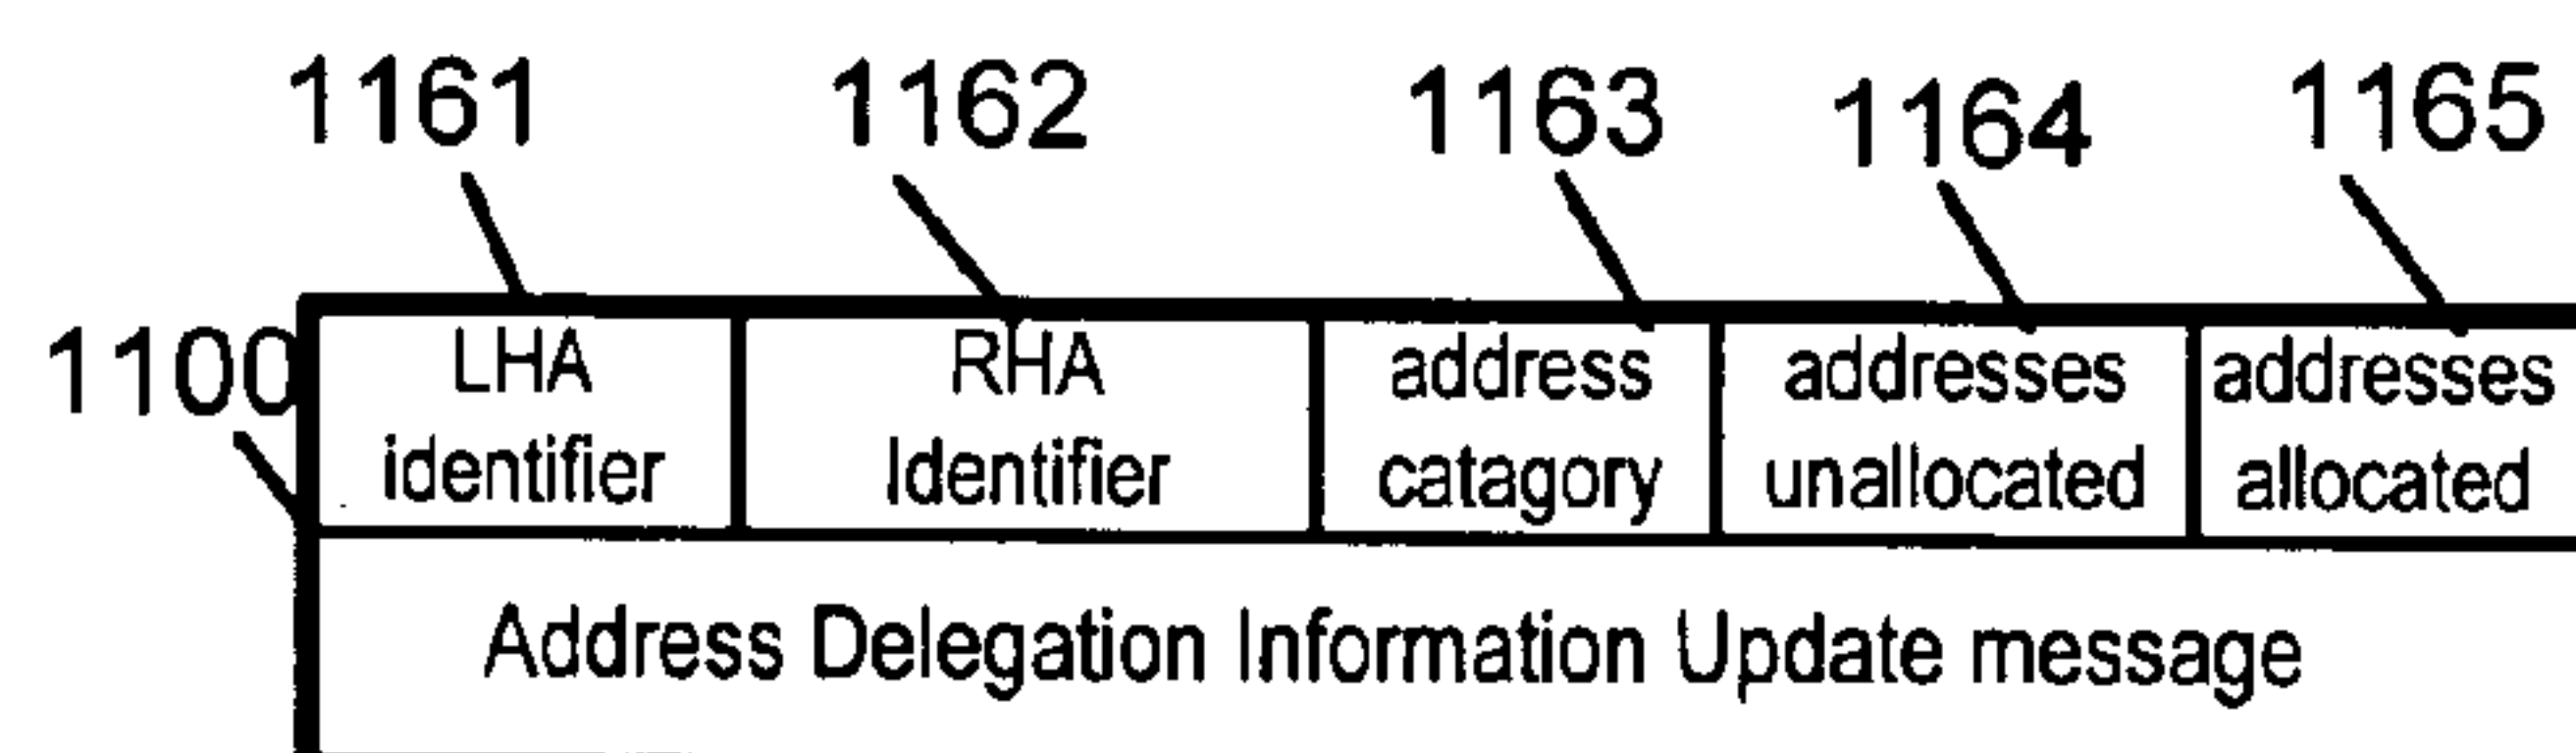 1161 1162 1163 1164 1165
1100
LHA RHA address addresses addresses
identifier Identifier catagory unallocated allocated
Address Delegation Information Update message